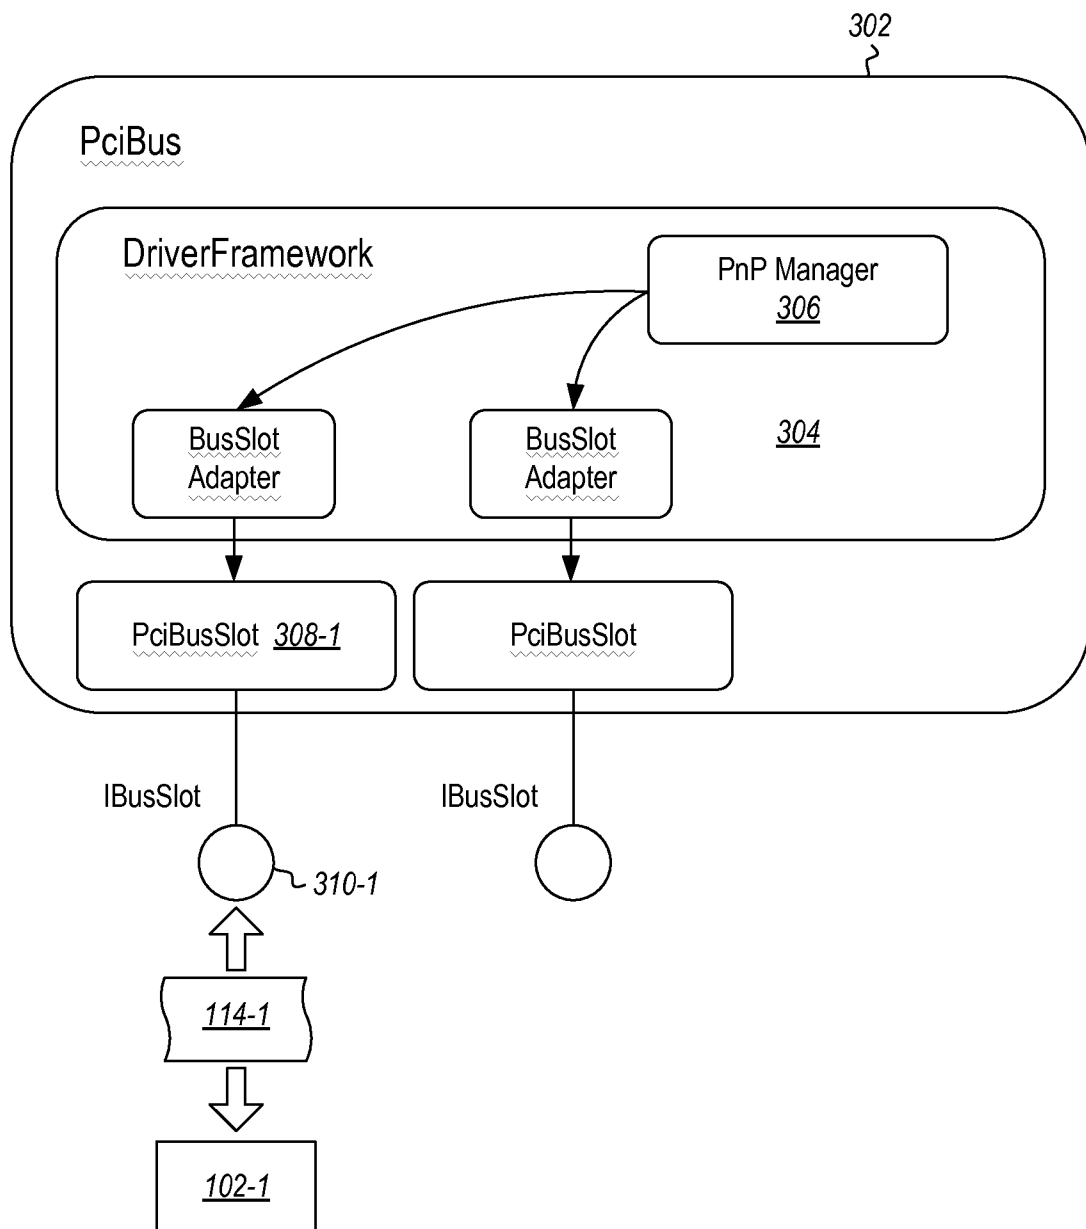 302
PciBus
DriverFramework
PnP Manager
306
BusSlot
Adapter
BusSlot
Adapter
304
PciBusSlot 308-1
PciBusSlot
IBusSlot
IBusSlot
310-1
114-1
102-1